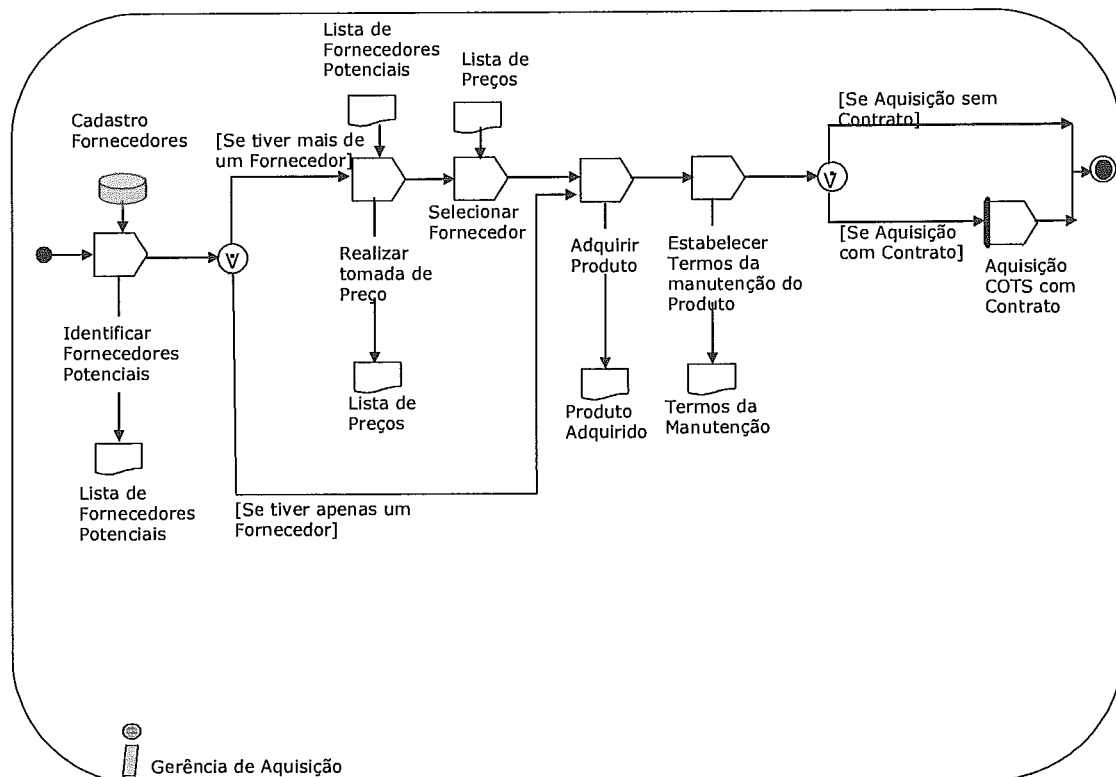 Lista de
Fornecedores
Potenciais
Lista de
Preços
Cadastro
Fornecedores
[Se tiver mais de
um Fornecedor]
[Se Aquisição sem
Contrato]
Selecionar
Fornecedor
[Se Aquisição
com Contrato]
Realizar
tomada de
Preço
Adquirir
Produto
Estabelecer
Termos da
manutenção do
Produto
Aquisição
COTS com
Contrato
Identificar
Fornecedores
Potenciais
Lista de
Preços
Produto
Adquirido
Termos da
Manutenção
Lista de
Fornecedores
Potenciais
[Se tiver apenas um
Fornecedor]
Gerência de Aquisição